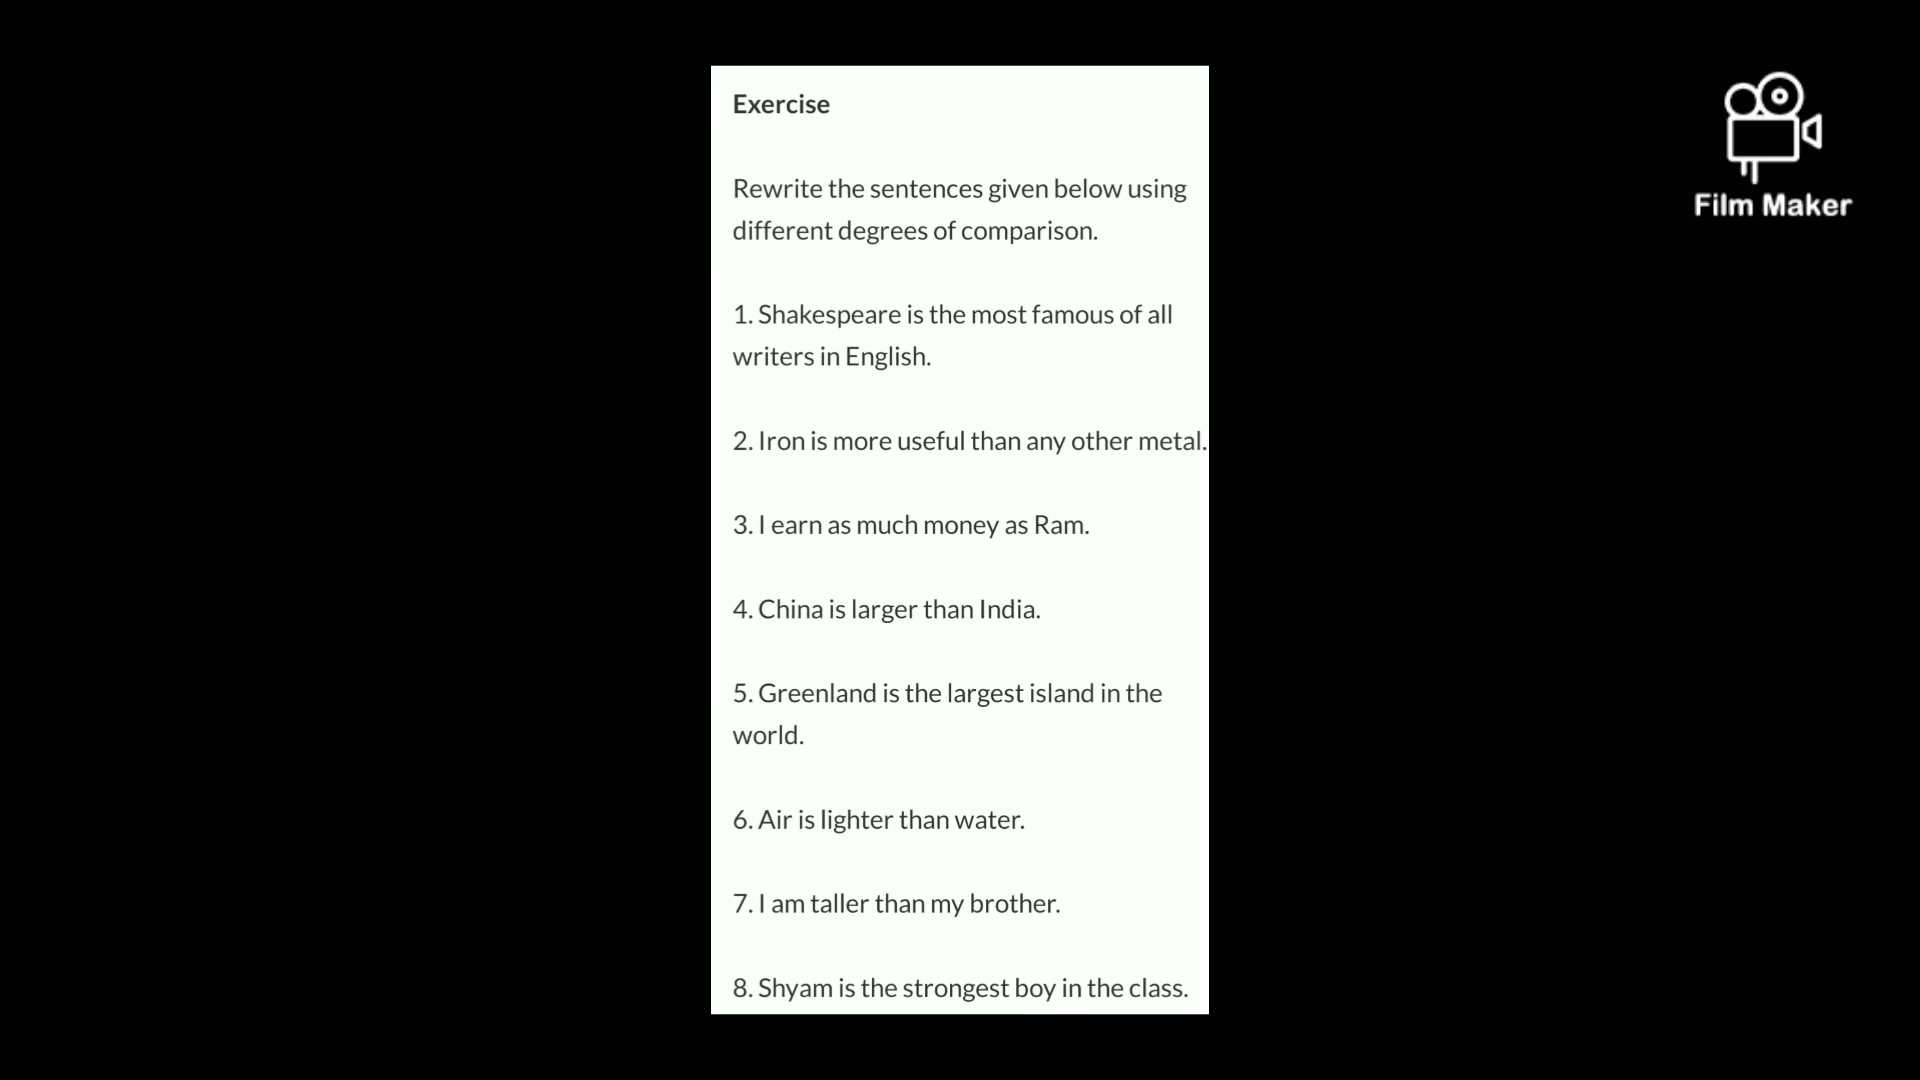 Exercise
Rewrite the sentences given below using
different degrees of comparison.
1. Shakespeare is the most famous of all
writers in English.
2. Iron is more useful than any other metal.
3. I earn as much money as Ram.
4. China is larger than India.
5. Greenland is the largest island in the
world.
6. Air is lighter than water.
7. I am taller than my brother.
8. Shyam is the strongest boy in the class.
Film Maker